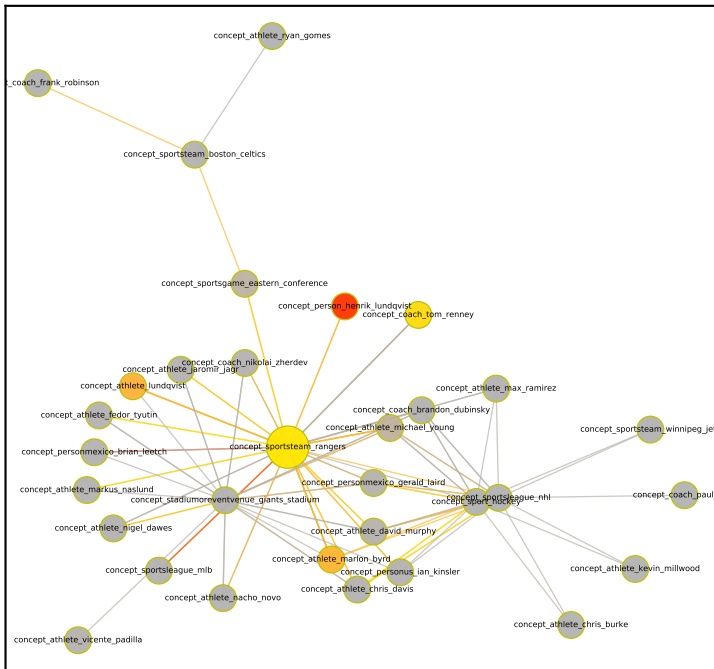 concept_athlete_ryan_gomes
t_coach_frank_robinson
concept_sportsteam_boston_celtics
concept_sportsgame_eastern_conference
concept_person_henrik_lundqvist
concept_coach_tom_renney
concept_coach_nikolai_zherdev
concept_athlete_jaromir_jagr
concept_athlete_lundqvist
concept_athlete_max_ramirez
concept_athlete_fedor_tyutin
concept_coach_brandon_dubinsky
concept_athlete_michael_young
concept_sportsteam_winnipeg_je
concept_sportsteam_rangers
concept_personmexico_brian_leetch
concept_personmexico_gerald_laird
concept_athlete_markus_naslund
concept_stadiumoreventvenue_giants_stadium
concept_sportsleague_nhl
concept_sport_hockey
concept_coach_paul
concept_athlete_nigel_dawes
concept_athlete_david_murphy
concept_athlete_marlon_byrd
concept_sportsleague_mlb
concept_personus_ian_kinsler
concept_athlete_kevin_millwood
concept_athlete_chris_davis
concept_athlete_nacho_novo
concept_athlete_chris_burke
concept_athlete_vicente_padilla